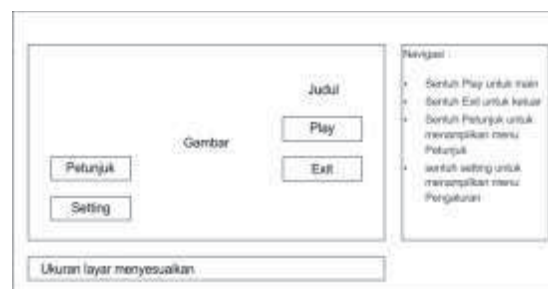 Judul
Play
Gambar
Exit
Petunjuk
Setting
Ukuran layar menyesuaikan
Navigasi
Sentuh Play untuk main
Sentuh Exit untuk keluar
Sentuh Petunjuk untuk
menampilkan menu
Petunjuk
sentuh setting untuk
menampilkan menu
Pengaturan